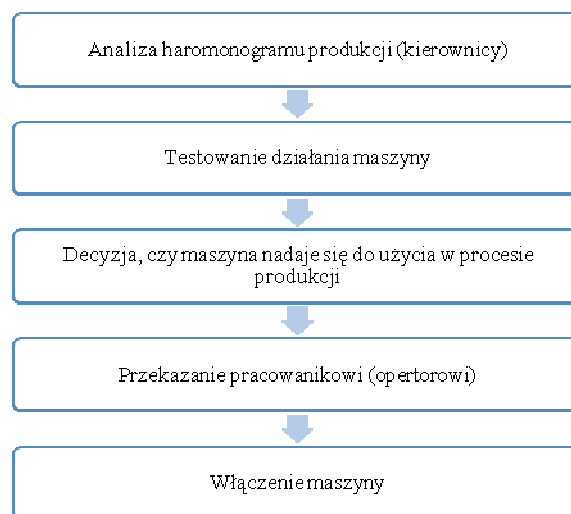 Analiza haromonogramu produkcji (kierownicy)
Testowanie działania maszyny
Decyzja, czy maszyna nadaje się do użycia w procesie
produkcji
Przekazanie pracowanikowi (opertorowi)
Włączenie maszyny